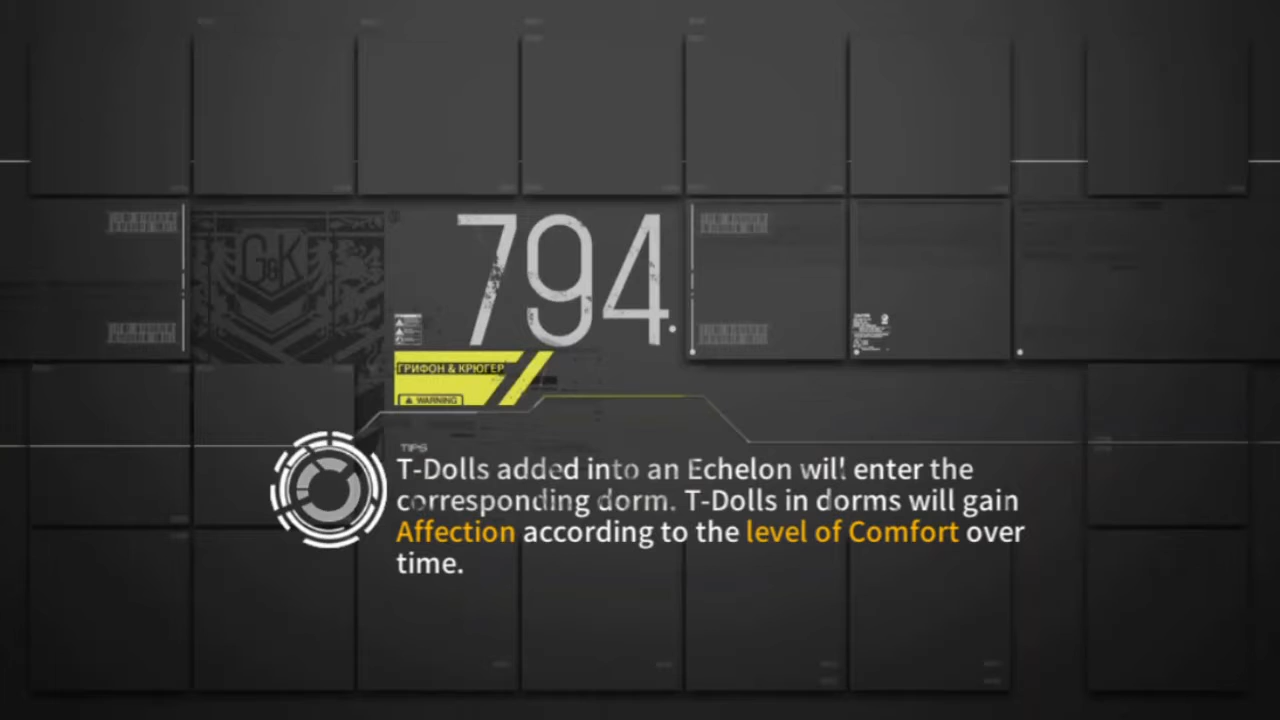 G&K
794.
ГРИФОН & КРЮГЕР
WARNING
TIPS
T-Dolls added into an Echelon will enter the
corresponding dorm. T-Dolls in dorms will gain
Affection according to the level of Comfort over
time.